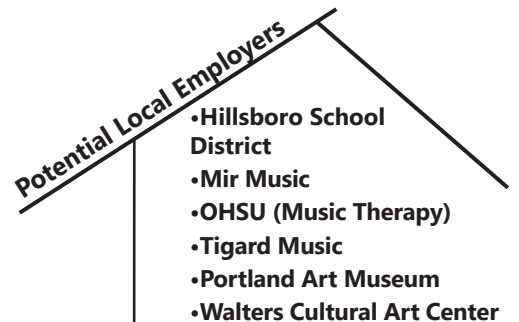 Potential Local Employers
•Hillsboro School
District
•Mir Music
•OHSU (Music Therapy)
•Tigard Music
•Portland Art Museum
•Walters Cultural Art Center